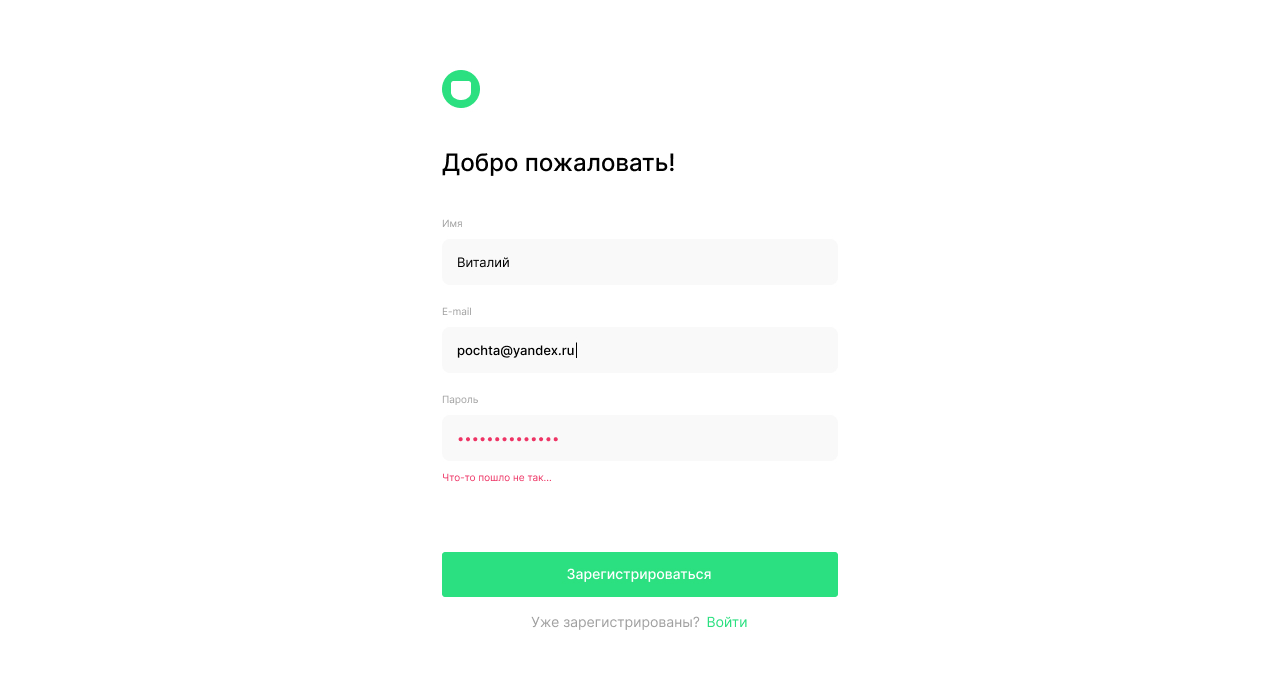 Добро пожаловать!
Имя
Виталий
E-mail
pochta@yandex.ru
Пароль
••••••••••••••
Что-то пошло не так...
Зарегистрироваться
Уже зарегистрированы? Войти